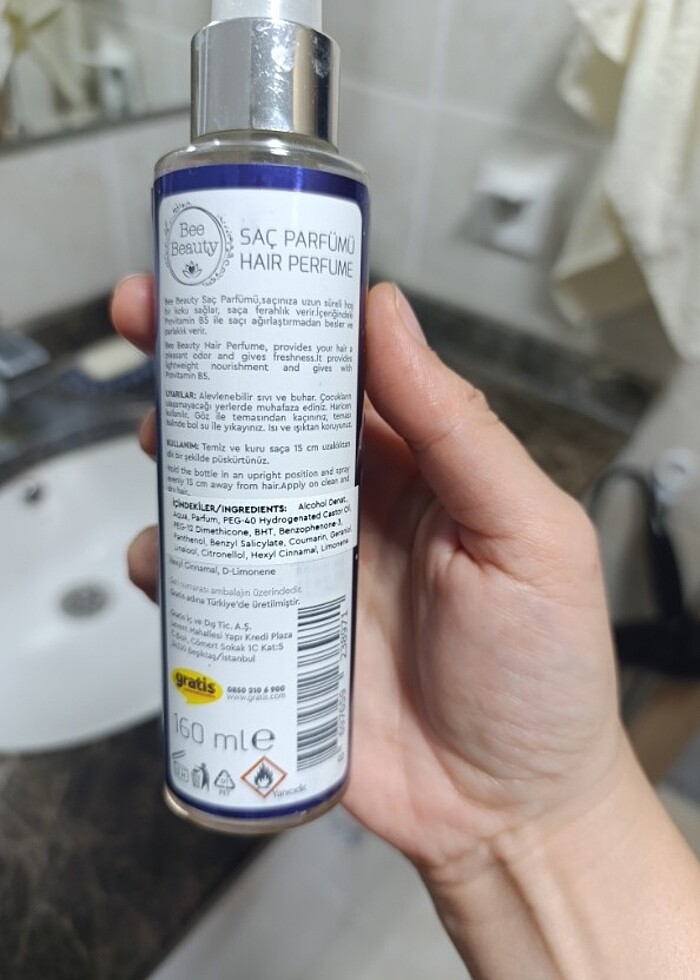 Bee
Beauty
SAÇ PARFÜMÜ
HAIR PERFUME
Bee Beauty Saç Parfümü,saçınıza uzun süreli hoş
bir koku sağlar, saça ferahlık verir.İçeriğindeki
Provitamin B5 ile saçı ağırlaştırmadan besler ve
parlaklık verir.
Bee Beauty Hair Perfume, provides your hair a
pleasant odor and gives freshness.It provides
lightweight nourishment and gives with
Provitamin B5.
UYARILAR: Alevlenebilir sıvı ve buhar. Çocukların
ulaşamayacağı yerlerde muhafaza ediniz. Haricen
kullanılır. Göz ile temasından kaçınınız, teması
halinde bol su ile yıkayınız. Isı ve ışıktan koruyunuz.
KULLANIM: Temiz ve kuru saça 15 cm uzaklıktan
dik bir şekilde püskürtünüz.
Hold the bottle in an upright position and spray
evenly 15 cm away from hair.Apply on clean and
dry hair.
İÇİNDEKİLER/INGREDIENTS: Alcohol Denat.,
Aqua, Parfum, PEG-40 Hydrogenated Castor Oil,
PEG-12 Dimethicone, BHT, Benzophenone-3,
Panthenol, Benzyl Salicylate, Coumarin, Geraniol,
Linalool, Citronellol, Hexyl Cinnamal, Limonene
Hexyl Cinnamal, D-Limonene
Seri numarası ambalajın üzerindedir.
Gratis adına Türkiye'de üretilmiştir.
Gratis İç ve Dış Tic. A.Ş.
Levent Mahallesi Yapı Kredi Plaza
C Blok, Cömert Sokak 1C Kat:5
Beşiktaş/İstanbul
gratis
0850 210 6 900
www.gratis.com
160 ml e
PET
Yanıcıdır